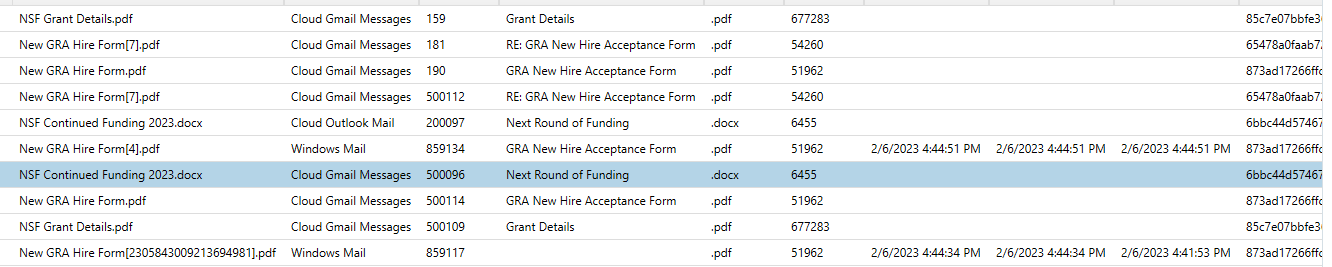 NSF Grant Details.pdf Cloud Gmail Messages 159 Grant Details .pdf 677283 85c7e07bbfe3
New GRA Hire Form[7].pdf Cloud Gmail Messages 181 RE: GRA New Hire Acceptance Form .pdf 54260 65478a0faab7
New GRA Hire Form.pdf Cloud Gmail Messages 190 GRA New Hire Acceptance Form .pdf 51962 873ad17266ff
New GRA Hire Form[7].pdf Cloud Gmail Messages 500112 RE: GRA New Hire Acceptance Form .pdf 54260 65478a0faab7
NSF Continued Funding 2023.docx Cloud Outlook Mail 200097 Next Round of Funding .docx 6455 6bbc44d57467
New GRA Hire Form[4].pdf Windows Mail 859134 GRA New Hire Acceptance Form .pdf 51962 2/6/2023 4:44:51 PM 2/6/2023 4:44:51 PM 2/6/2023 4:44:51 PM 873ad17266ff
NSF Continued Funding 2023.docx Cloud Gmail Messages 500096 Next Round of Funding .docx 6455 6bbc44d57467
New GRA Hire Form.pdf Cloud Gmail Messages 500114 GRA New Hire Acceptance Form .pdf 51962 873ad17266ff
NSF Grant Details.pdf Cloud Gmail Messages 500109 Grant Details .pdf 677283 85c7e07bbfe3
New GRA Hire Form[2305843009213694981].pdf Windows Mail 859117 .pdf 51962 2/6/2023 4:44:34 PM 2/6/2023 4:44:34 PM 2/6/2023 4:41:53 PM 873ad17266ff